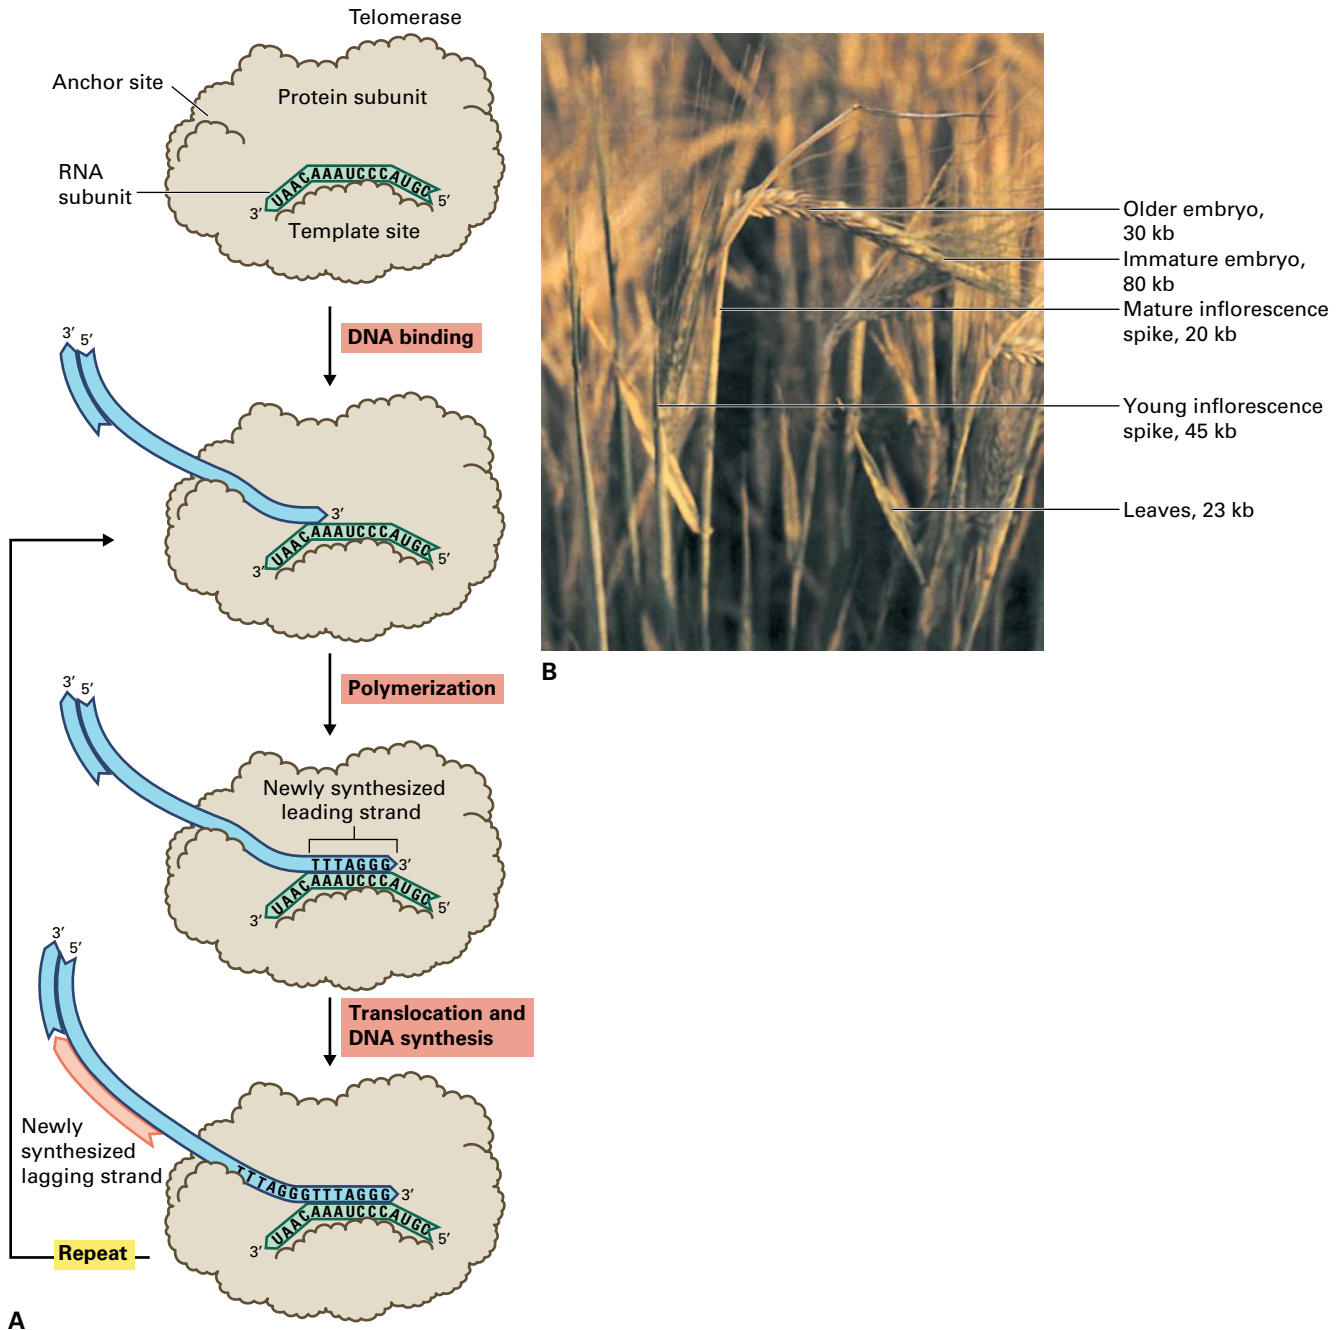 Telomerase
Anchor site
Protein subunit
RNA
subunit
UAACAAAUCCCAUGC
3′
5′
Template site
DNA binding
3′ 5′
3′
UAACAAAUCCCAUGC
3′
5′
Polymerization
3′ 5′
Newly synthesized
leading strand
TTTAGGG 3′
UAACAAAUCCCAUGC
3′
5′
Translocation and
DNA synthesis
3′
5′
Newly
synthesized
lagging strand
TTTAGGGTTTAGGG 3′
UAACAAAUCCCAUGC
3′
5′
Repeat
A
Older embryo,
30 kb
Immature embryo,
80 kb
Mature inflorescence
spike, 20 kb
Young inflorescence
spike, 45 kb
Leaves, 23 kb
B